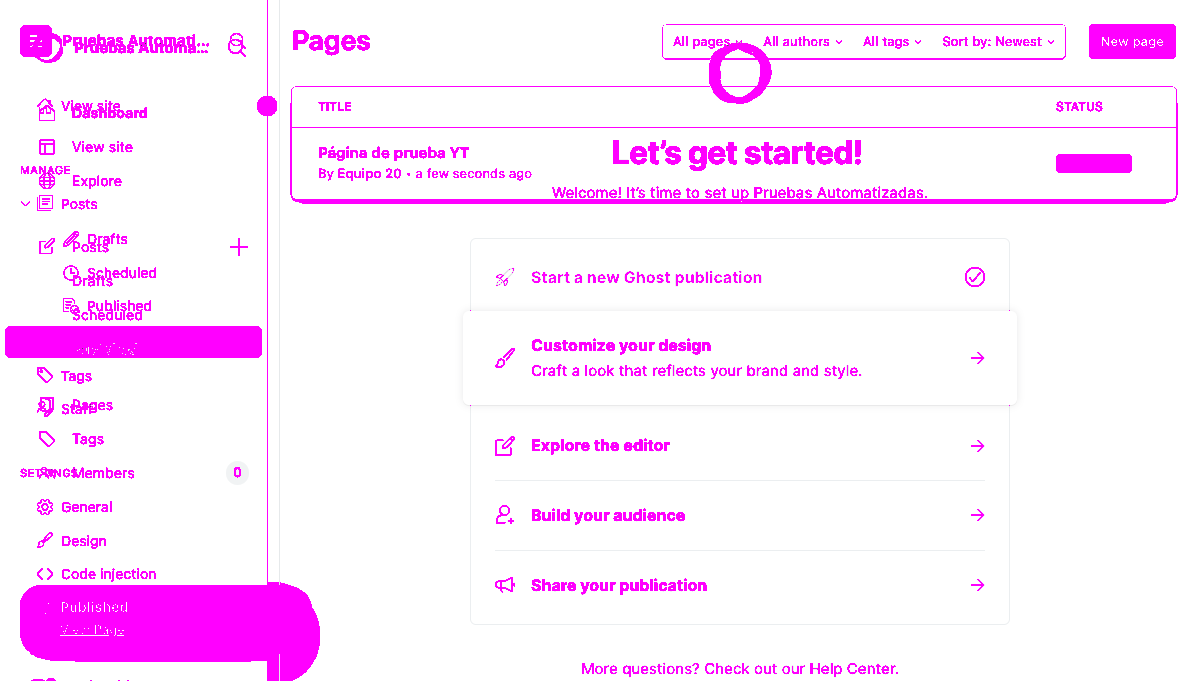 Pruebas Automati...
Pruebas Automa...
View site
Dashboard
View site
MANAGE
Explore
Posts
Drafts
Posts
Scheduled
Drafts
Published
Scheduled
Tags
Pages
Staff
Tags
SETTINGS
Members
0
General
Design
Code injection
Published
View Page
Pages
All pages
All authors
All tags
Sort by: Newest
New page
TITLE
STATUS
Página de prueba YT
By Equipo 20 • a few seconds ago
Let's get started!
Welcome! It's time to set up Pruebas Automatizadas.
Start a new Ghost publication
Customize your design
Craft a look that reflects your brand and style.
Explore the editor
Build your audience
Share your publication
More questions? Check out our Help Center.